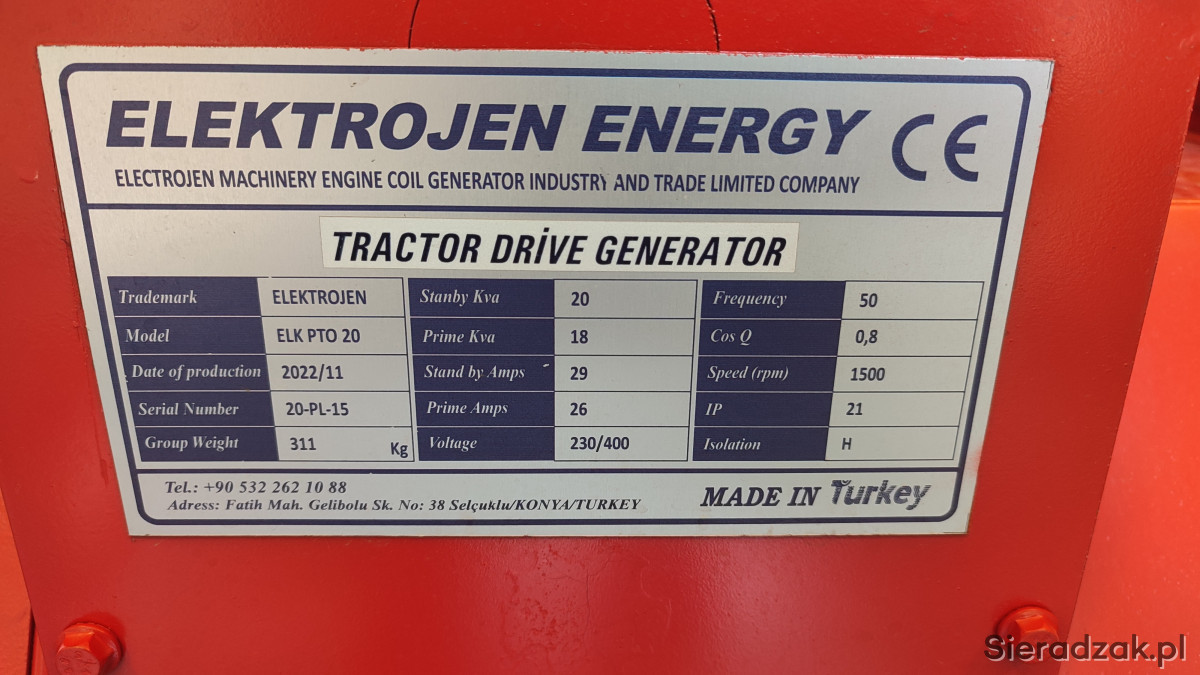 ELEKTROJEN ENERGY CE
ELECTROJEN MACHINERY ENGINE COIL GENERATOR INDUSTRY AND TRADE LIMITED COMPANY
TRACTOR DRİVE GENERATOR
Trademark ELEKTROJEN Stanby Kva 20 Frequency 50
Model ELK PTO 20 Prime Kva 18 Cos Q 0,8
Date of production 2022/11 Stand by Amps 29 Speed (rpm) 1500
Serial Number 20-PL-15 Prime Amps 26 IP 21
Group Weight 311 Kg Voltage 230/400 Isolation H
Tel.: +90 532 262 10 88
Adress: Fatih Mah. Gelibolu Sk. No: 38 Selçuklu/KONYA/TURKEY
MADE IN Turkey
Sieradzak.pl